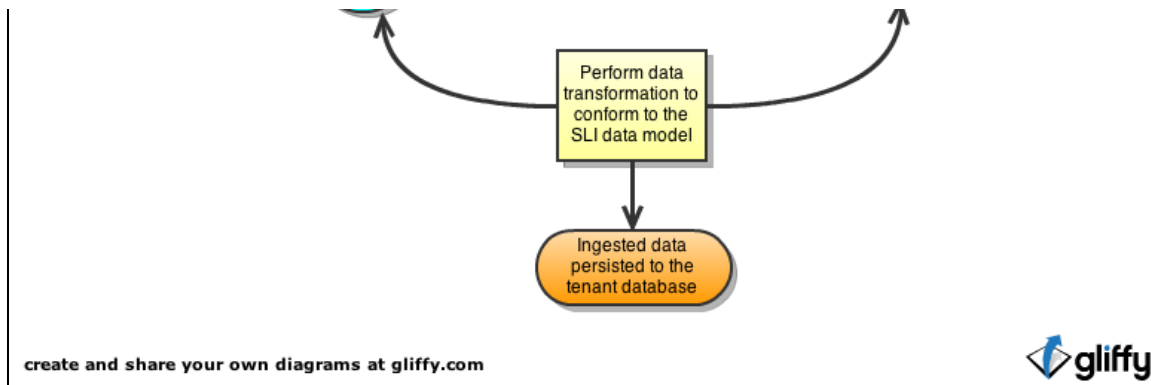 Perform data
transformation to
conform to the
SLI data model
Ingested data
persisted to the
tenant database
create and share your own diagrams at gliffy.com
gliffy